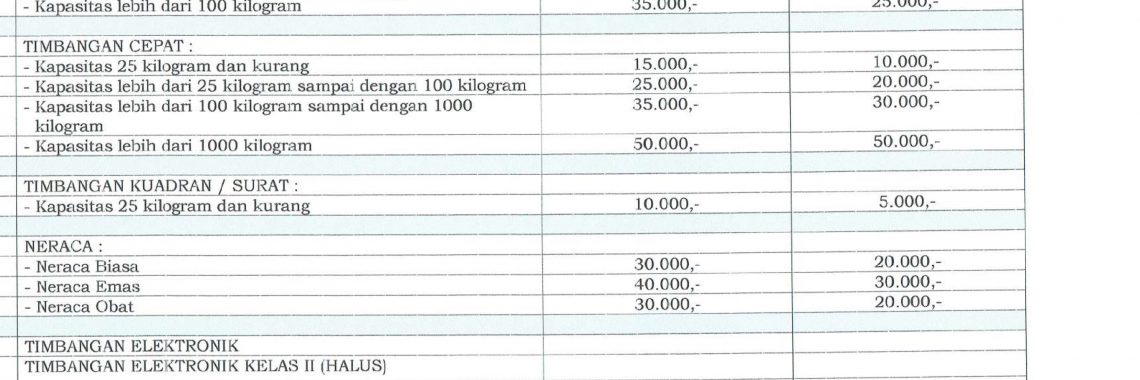 - Kapasitas lebih dari 100 kilogram 35.000,- 25.000,-
TIMBANGAN CEPAT :
- Kapasitas 25 kilogram dan kurang 15.000,- 10.000,-
- Kapasitas lebih dari 25 kilogram sampai dengan 100 kilogram 25.000,- 20.000,-
- Kapasitas lebih dari 100 kilogram sampai dengan 1000 35.000,- 30.000,-
kilogram
- Kapasitas lebih dari 1000 kilogram 50.000,- 50.000,-
TIMBANGAN KUADRAN / SURAT :
- Kapasitas 25 kilogram dan kurang 10.000,- 5.000,-
NERACA :
- Neraca Biasa 30.000,- 20.000,-
- Neraca Emas 40.000,- 30.000,-
- Neraca Obat 30.000,- 20.000,-
TIMBANGAN ELEKTRONIK
TIMBANGAN ELEKTRONIK KELAS II (HALUS)